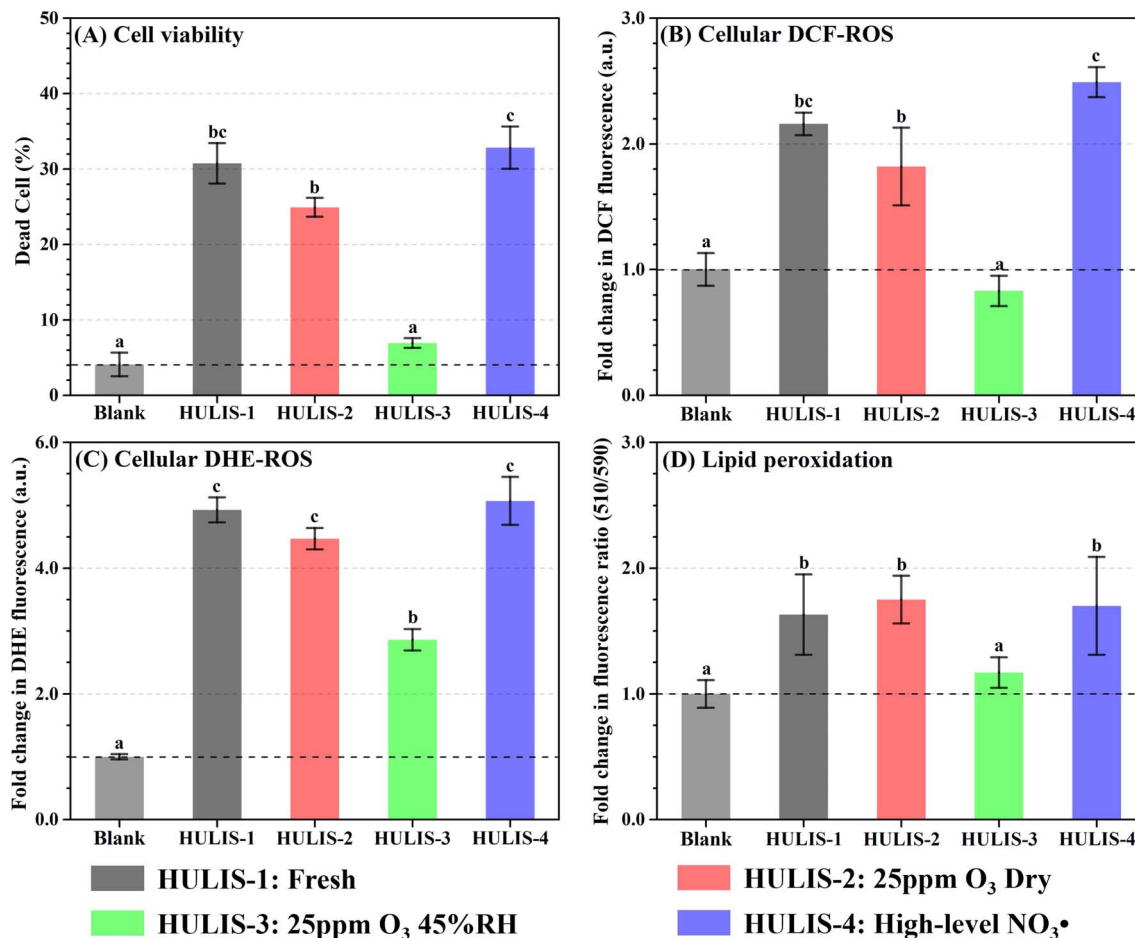 (A) Cell viability
Dead Cell (%)
50
40
30
20
10
0
a
bc
b
a
c
Blank
HULIS-1
HULIS-2
HULIS-3
HULIS-4
(B) Cellular DCF-ROS
Fold change in DCF fluorescence (a.u.)
3.0
2.0
1.0
0.0
a
bc
b
a
c
Blank
HULIS-1
HULIS-2
HULIS-3
HULIS-4
(C) Cellular DHE-ROS
Fold change in DHE fluorescence (a.u.)
6.0
4.0
2.0
0.0
a
c
c
b
c
Blank
HULIS-1
HULIS-2
HULIS-3
HULIS-4
(D) Lipid peroxidation
Fold change in fluorescence ratio (510/590)
3.0
2.0
1.0
0.0
a
b
b
a
b
Blank
HULIS-1
HULIS-2
HULIS-3
HULIS-4
HULIS-1: Fresh
HULIS-2: 25ppm O₃ Dry
HULIS-3: 25ppm O₃ 45%RH
HULIS-4: High-level NO₃•